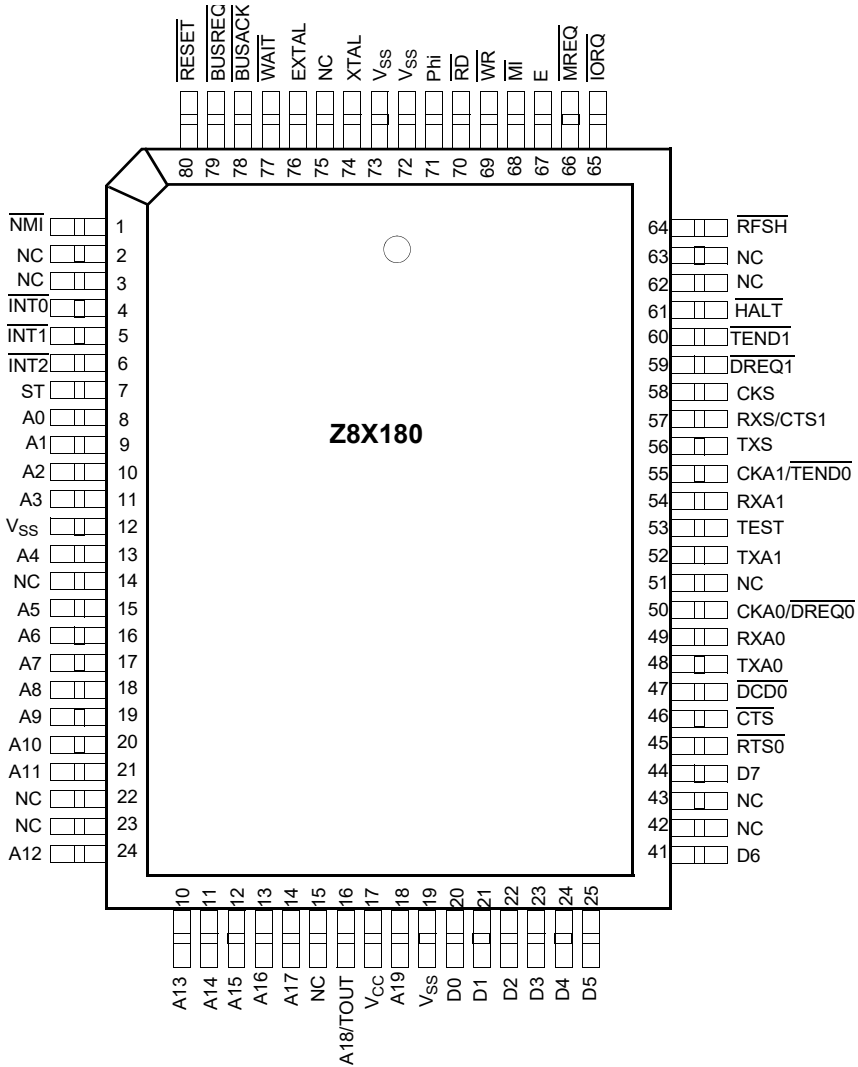 RESET
BUSREQ
BUSACK
WAIT
EXTAL
NC
XTAL
VSS
VSS
Phi
RD
WR
MI
E
MREQ
IORQ
80 79 78 77 76 75 74 73 72 71 70 69 68 67 66 65
NMI 1
NC 2
NC 3
INT0 4
INT1 5
INT2 6
ST 7
A0 8
A1 9
A2 10
A3 11
VSS 12
A4 13
NC 14
A5 15
A6 16
A7 17
A8 18
A9 19
A10 20
A11 21
NC 22
NC 23
A12 24
Z8X180
64 RFSH
63 NC
62 NC
61 HALT
60 TEND1
59 DREQ1
58 CKS
57 RXS/CTS1
56 TXS
55 CKA1/TEND0
54 RXA1
53 TEST
52 TXA1
51 NC
50 CKA0/DREQ0
49 RXA0
48 TXA0
47 DCD0
46 CTS
45 RTS0
44 D7
43 NC
42 NC
41 D6
10 11 12 13 14 15 16 17 18 19 20 21 22 23 24 25
A13
A14
A15
A16
A17
NC
A18/TOUT
VCC
A19
VSS
D0
D1
D2
D3
D4
D5